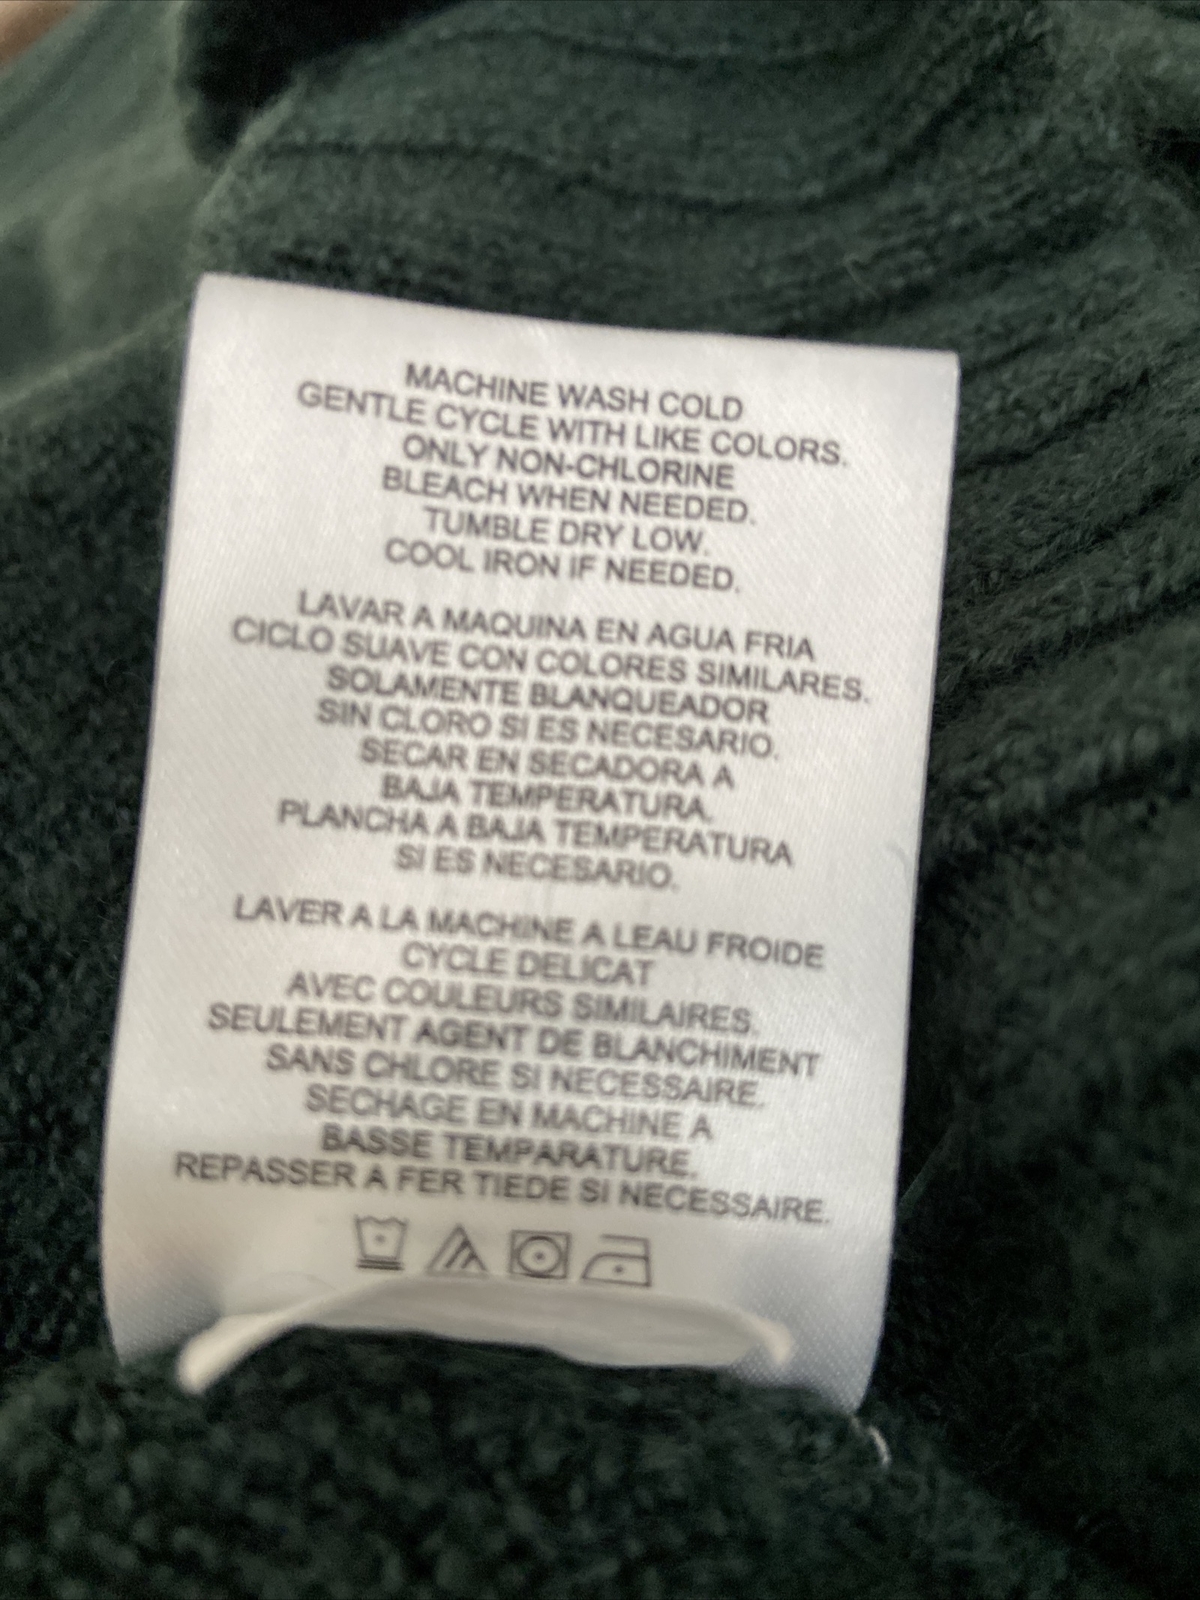 MACHINE WASH COLD
GENTLE CYCLE WITH LIKE COLORS.
ONLY NON-CHLORINE
BLEACH WHEN NEEDED.
TUMBLE DRY LOW.
COOL IRON IF NEEDED.
LAVAR A MAQUINA EN AGUA FRIA
CICLO SUAVE CON COLORES SIMILARES.
SOLAMENTE BLANQUEADOR
SIN CLORO SI ES NECESARIO.
SECAR EN SECADORA A
BAJA TEMPERATURA.
PLANCHA A BAJA TEMPERATURA
SI ES NECESARIO.
LAVER A LA MACHINE A LEAU FROIDE
CYCLE DELICAT
AVEC COULEURS SIMILAIRES.
SEULEMENT AGENT DE BLANCHIMENT
SANS CHLORE SI NECESSAIRE.
SECHAGE EN MACHINE A
BASSE TEMPARATURE.
REPASSER A FER TIEDE SI NECESSAIRE.